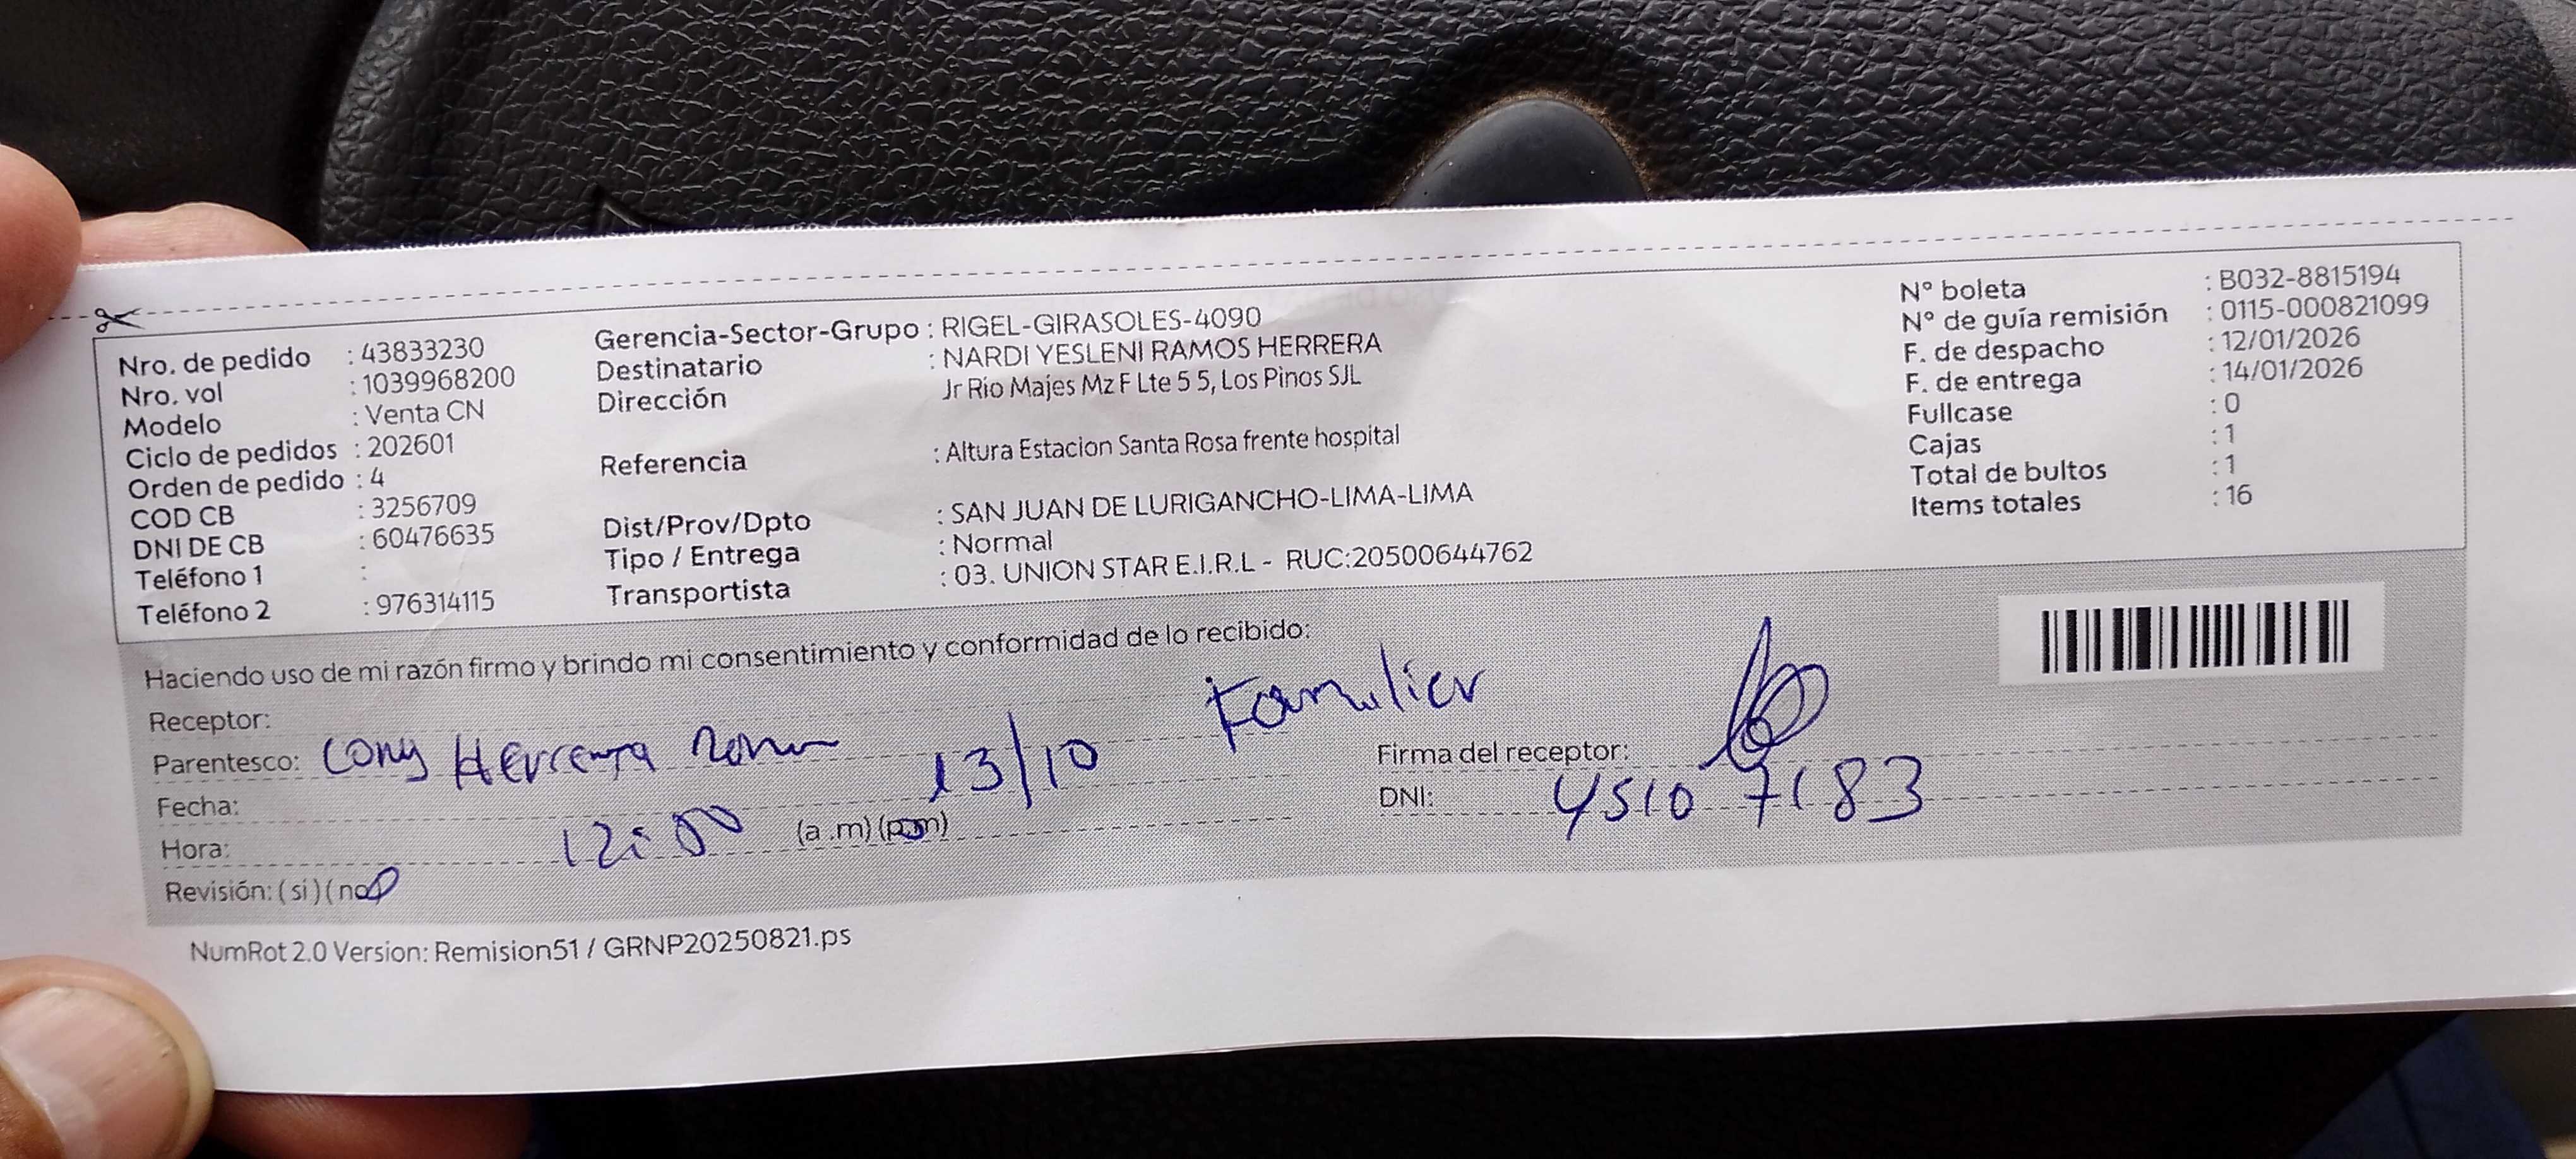 Nro. de pedido : 43833230
Nro. vol : 1039968200
Modelo : Venta CN
Ciclo de pedidos : 202601
Orden de pedido : 4
COD CB : 3256709
DNI DE CB : 60476635
Teléfono 1 :
Teléfono 2 : 976314115
Gerencia-Sector-Grupo : RIGEL-GIRASOLES-4090
Destinatario : NARDI YESLENI RAMOS HERRERA
Dirección Jr Rio Majes Mz F Lte 5 5, Los Pinos SJL
Referencia : Altura Estacion Santa Rosa frente hospital
Dist/Prov/Dpto : SAN JUAN DE LURIGANCHO-LIMA-LIMA
Tipo / Entrega : Normal
Transportista : 03. UNION STAR E.I.R.L - RUC:20500644762
N° boleta : B032-8815194
N° de guía remisión : 0115-000821099
F. de despacho : 12/01/2026
F. de entrega : 14/01/2026
Fullcase : 0
Cajas : 1
Total de bultos : 1
Items totales : 16
Haciendo uso de mi razón firmo y brindo mi consentimiento y conformidad de lo recibido:
Receptor: Familiar
Parentesco: Cony Herrera
Fecha: 13/10
Hora: 12:00 (a.m) (p.m)
Revisión: (si) (no)
Firma del receptor:
DNI: 45107183
NumRot 2.0 Version: Remision51 / GRNP20250821.ps